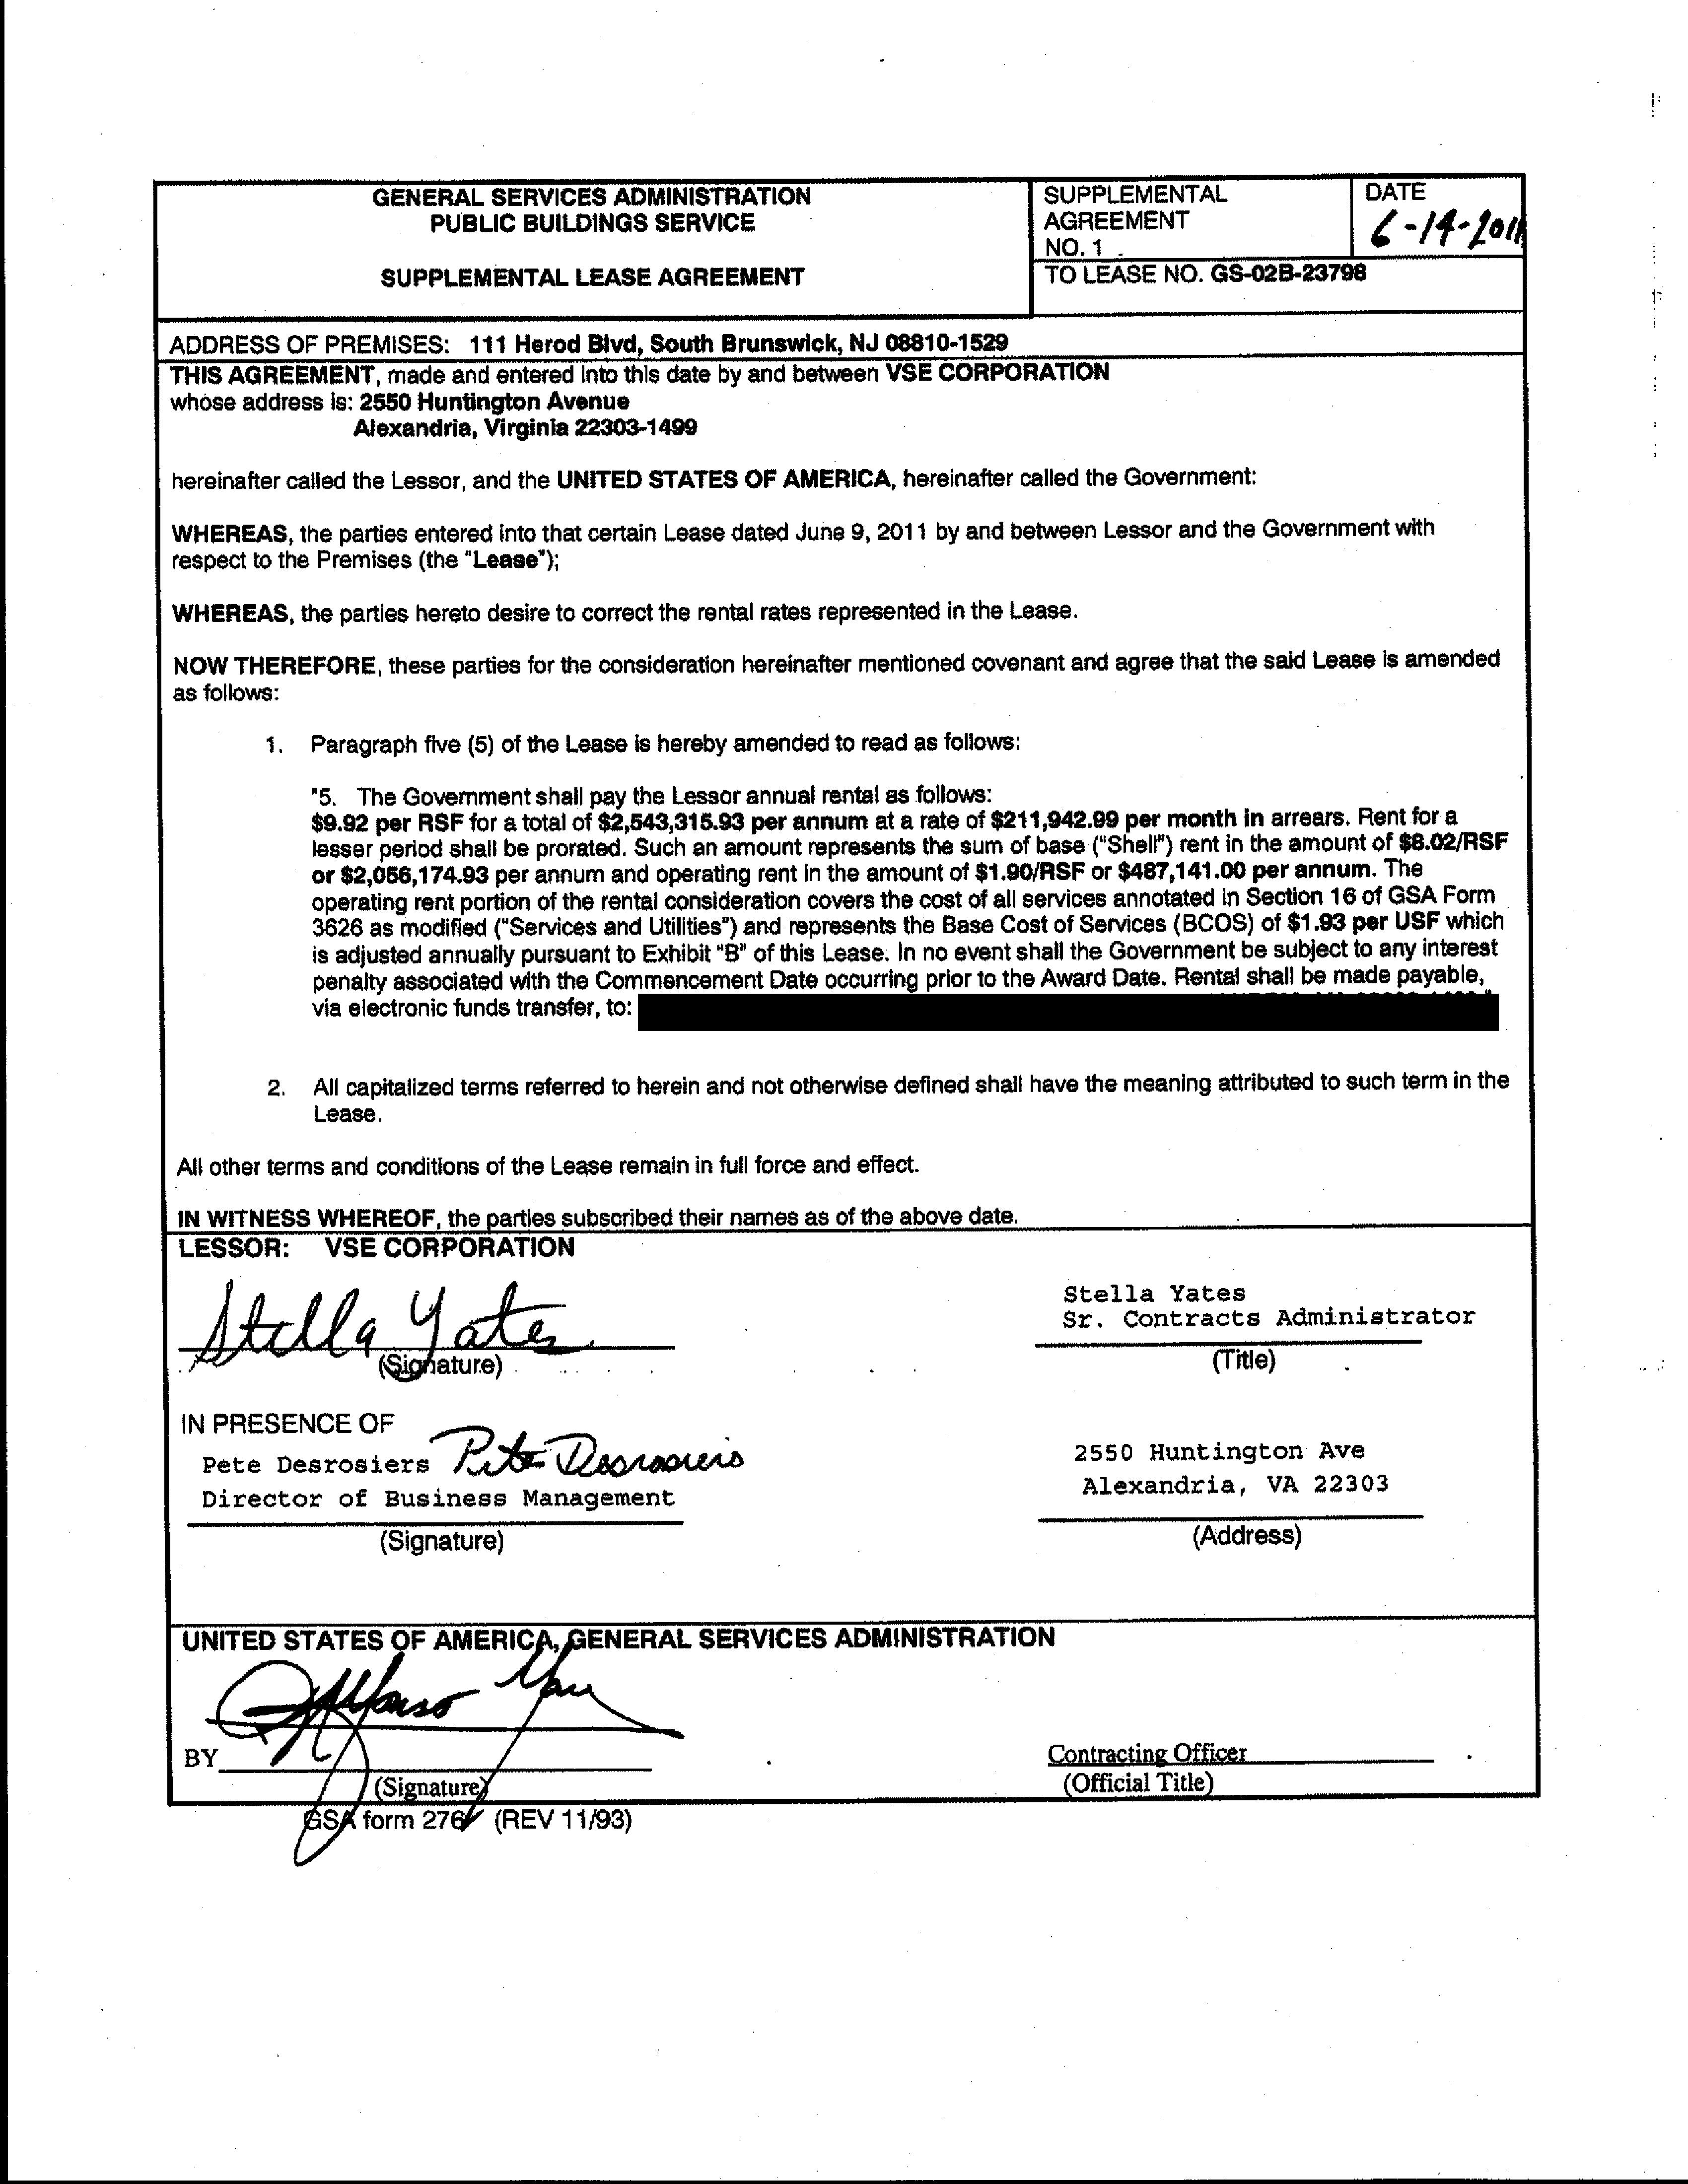 GENERAL SERVICES ADMINISTRATION
PUBLIC BUILDINGS SERVICE
SUPPLEMENTAL LEASE AGREEMENT
SUPPLEMENTAL
AGREEMENT
NO. 1
DATE
6-14-2011
TO LEASE NO. GS-02B-23798
ADDRESS OF PREMISES: 111 Herod Blvd, South Brunswick, NJ 08810-1529
THIS AGREEMENT, made and entered into this date by and between VSE CORPORATION
whose address is: 2550 Huntington Avenue
Alexandria, Virginia 22303-1499
hereinafter called the Lessor, and the UNITED STATES OF AMERICA, hereinafter called the Government:
WHEREAS, the parties entered into that certain Lease dated June 9, 2011 by and between Lessor and the Government with
respect to the Premises (the "Lease");
WHEREAS, the parties hereto desire to correct the rental rates represented in the Lease.
NOW THEREFORE, these parties for the consideration hereinafter mentioned covenant and agree that the said Lease is amended
as follows:
1. Paragraph five (5) of the Lease is hereby amended to read as follows:
"5. The Government shall pay the Lessor annual rental as follows:
$9.92 per RSF for a total of $2,543,315.93 per annum at a rate of $211,942.99 per month in arrears. Rent for a
lesser period shall be prorated. Such an amount represents the sum of base ("Shell") rent in the amount of $8.02/RSF
or $2,056,174.93 per annum and operating rent in the amount of $1.90/RSF or $487,141.00 per annum. The
operating rent portion of the rental consideration covers the cost of all services annotated in Section 16 of GSA Form
3626 as modified ("Services and Utilities") and represents the Base Cost of Services (BCOS) of $1.93 per USF which
is adjusted annually pursuant to Exhibit "B" of this Lease. In no event shall the Government be subject to any interest
penalty associated with the Commencement Date occurring prior to the Award Date. Rental shall be made payable,
via electronic funds transfer, to:
2. All capitalized terms referred to herein and not otherwise defined shall have the meaning attributed to such term in the
Lease.
All other terms and conditions of the Lease remain in full force and effect.
IN WITNESS WHEREOF, the parties subscribed their names as of the above date.
LESSOR: VSE CORPORATION
Stella Yates
(Signature)
Stella Yates
Sr. Contracts Administrator
(Title)
IN PRESENCE OF
Pete Desrosiers Pete Desrosiers
Director of Business Management
(Signature)
2550 Huntington Ave
Alexandria, VA 22303
(Address)
UNITED STATES OF AMERICA, GENERAL SERVICES ADMINISTRATION
BY
(Signature)
Contracting Officer
(Official Title)
GSA form 276 (REV 11/93)